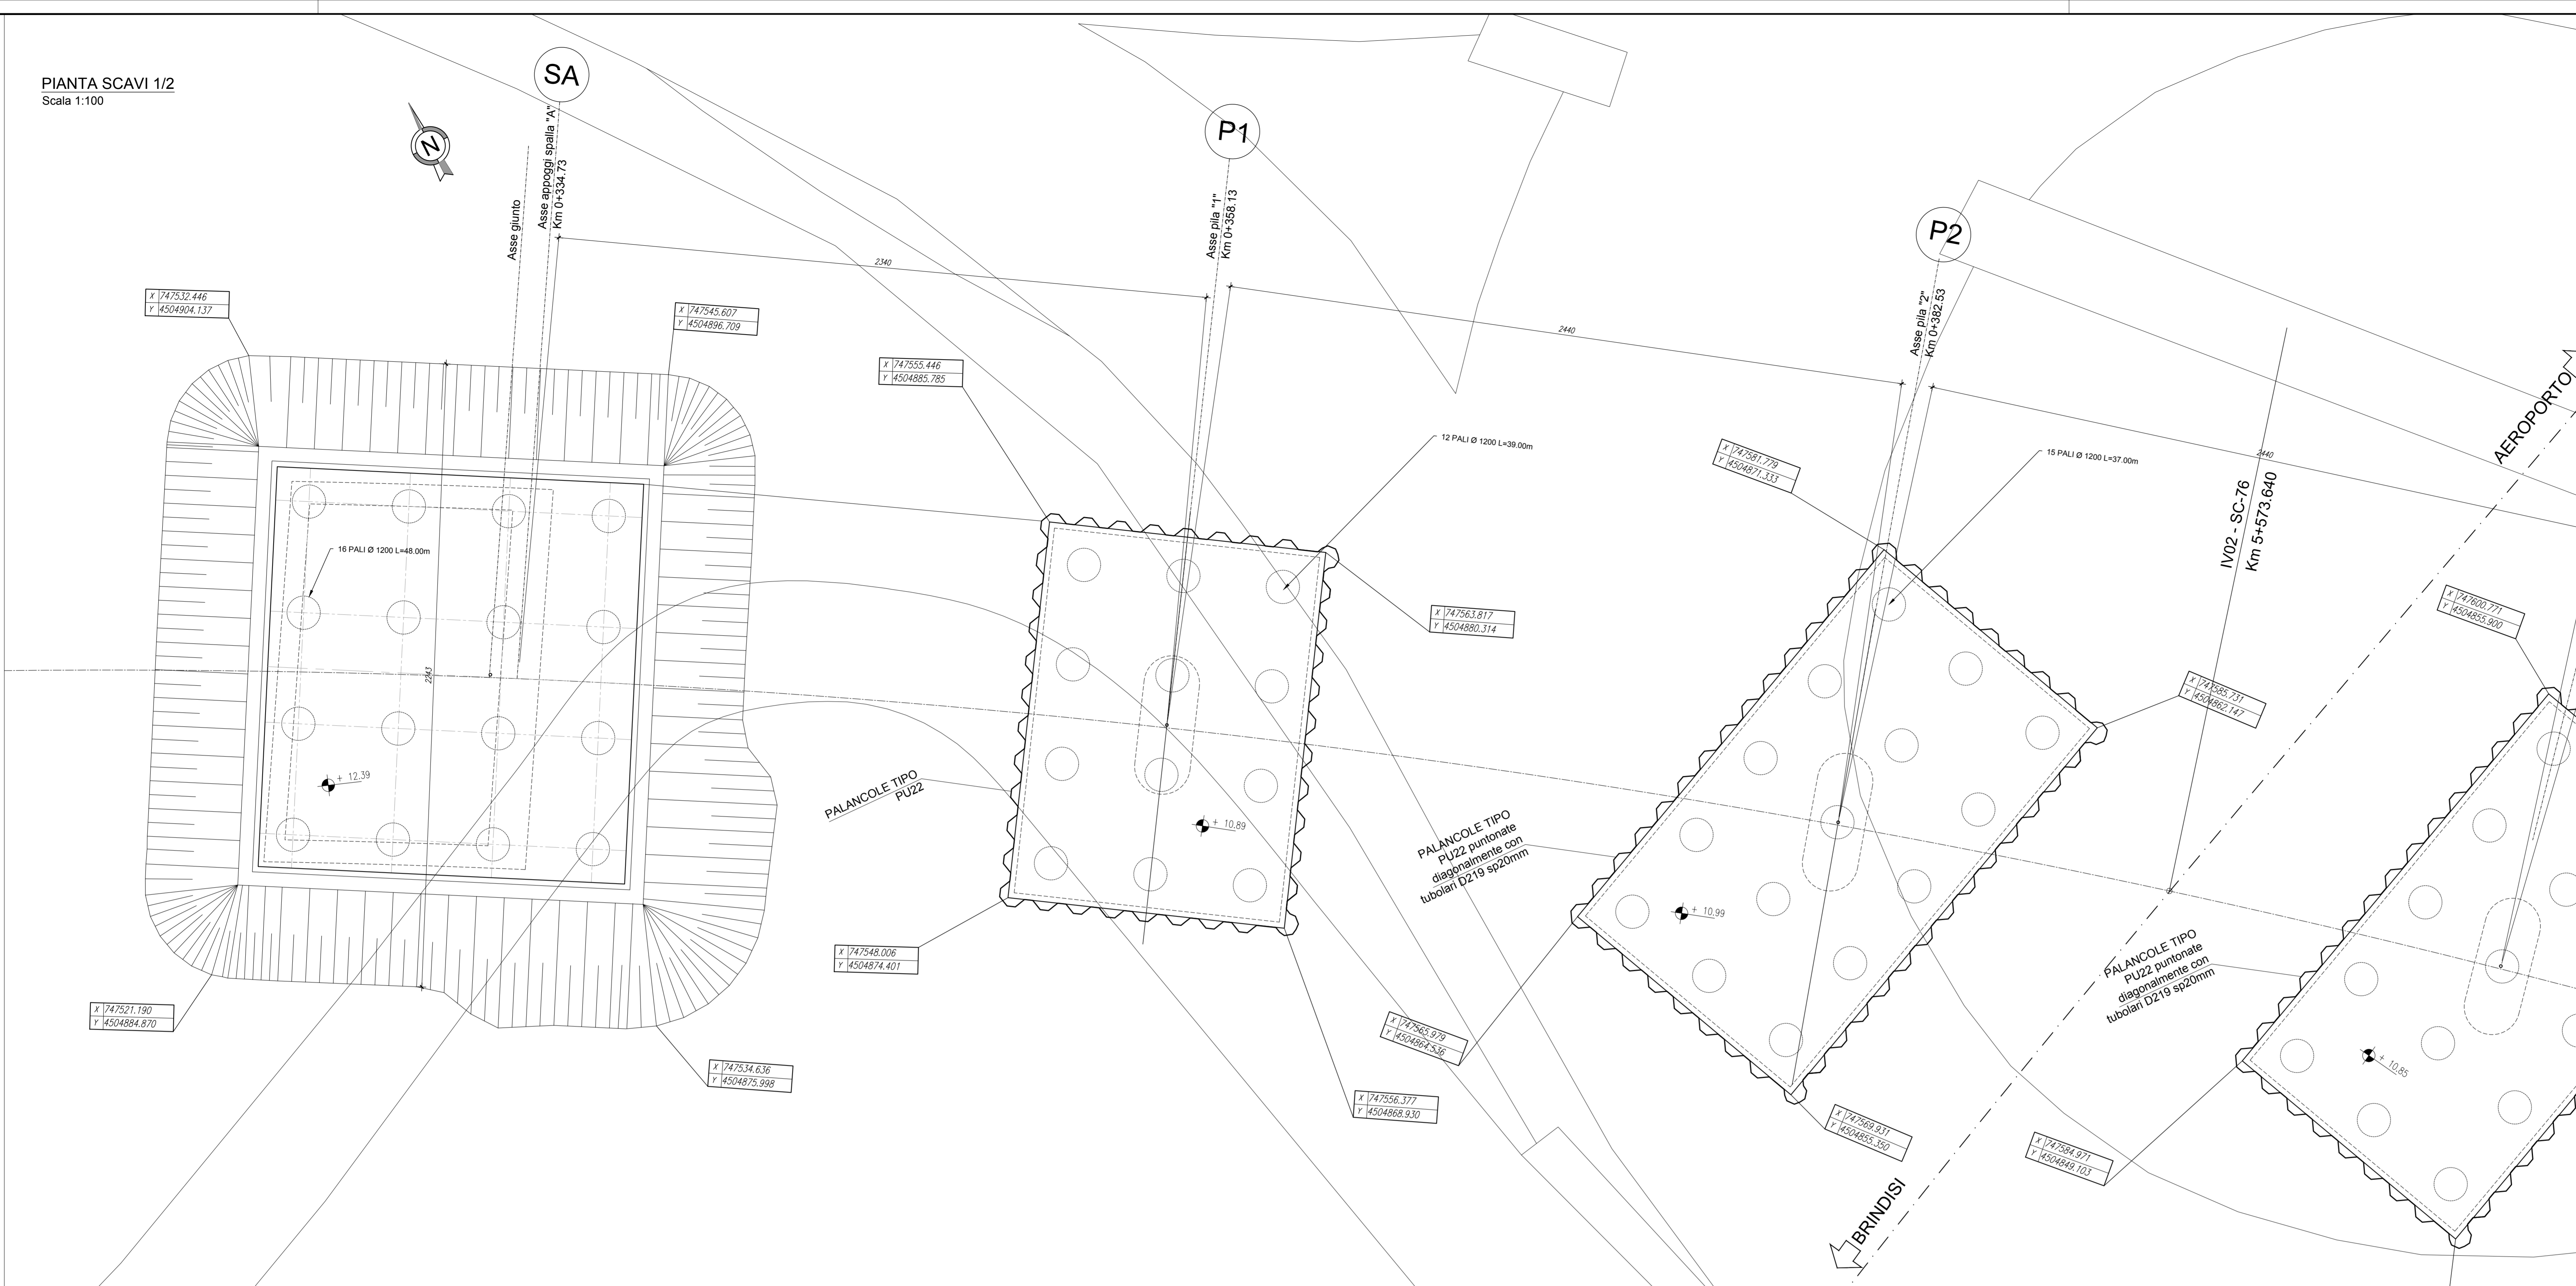 PIANTA SCAVI 1/2
Scala 1:100
N
SA
Asse giunto
Asse appoggi spalla "A"
Km 0+334.73
P1
Asse pila "1"
Km 0+358.13
P2
Asse pila "2"
Km 0+382.53
2340
2440
2440
X 747532.446
Y 4504904.137
X 747545.607
Y 4504896.709
X 747555.446
Y 4504885.785
X 747581.779
Y 4504871.333
12 PALI Ø 1200 L=39.00m
15 PALI Ø 1200 L=37.00m
IV02 - SC-76
Km 5+573.640
AEROPORTO
16 PALI Ø 1200 L=48.00m
X 747563.817
Y 4504880.314
X 747600.771
Y 4504855.900
X 747585.731
Y 4504862.147
2243
+ 12.39
PALANCOLE TIPO
PU22
+ 10.89
PALANCOLE TIPO
PU22 puntonate
diagonalmente con
tubolari D219 sp20mm
+ 10.99
PALANCOLE TIPO
PU22 puntonate
diagonalmente con
tubolari D219 sp20mm
+ 10.85
X 747548.006
Y 4504874.401
X 747521.190
Y 4504884.870
X 747534.636
Y 4504875.998
X 747565.979
Y 4504864.536
X 747556.377
Y 4504868.930
X 747569.931
Y 4504855.350
X 747584.971
Y 4504849.103
BRINDISI